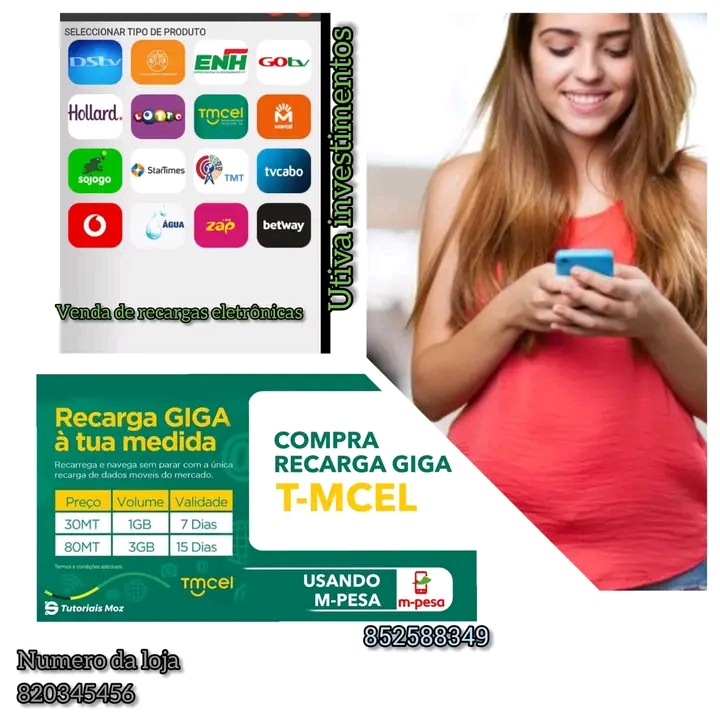 SELECCIONAR TIPO DE PRODUTO
DStv
ENH
GOtv
Hollard.
LOTTO
Tmcel
Movitel
sojogo
StarTimes
TMT
tvcabo
ÁGUA
zap
betway
Utiva investimentos
Venda de recargas eletrônicas
Recarga GIGA
à tua medida
Recarrega e navega sem parar com a única
recarga de dados moveis do mercado.
Preço Volume Validade
30MT 1GB 7 Dias
80MT 3GB 15 Dias
Termos e condições aplicáveis
Tmcel
Tutoriais Moz
COMPRA
RECARGA GIGA
T-MCEL
USANDO
M-PESA
m-pesa
852588349
Numero da loja
820345456